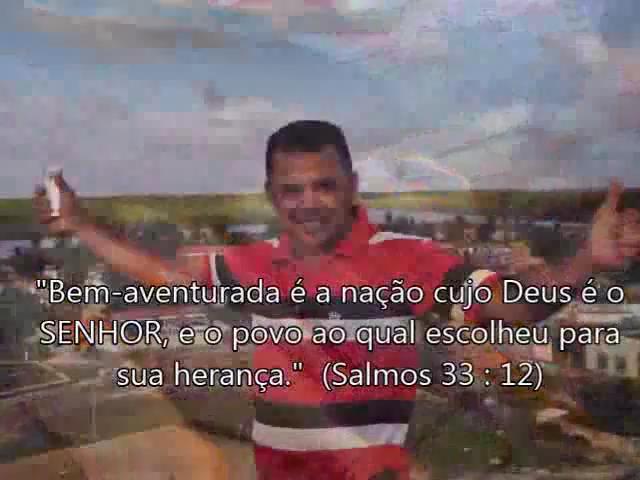 "Bem-aventurada é a nação cujo Deus é o
SENHOR, e o povo ao qual escolheu para
sua herança."  (Salmos 33 : 12)